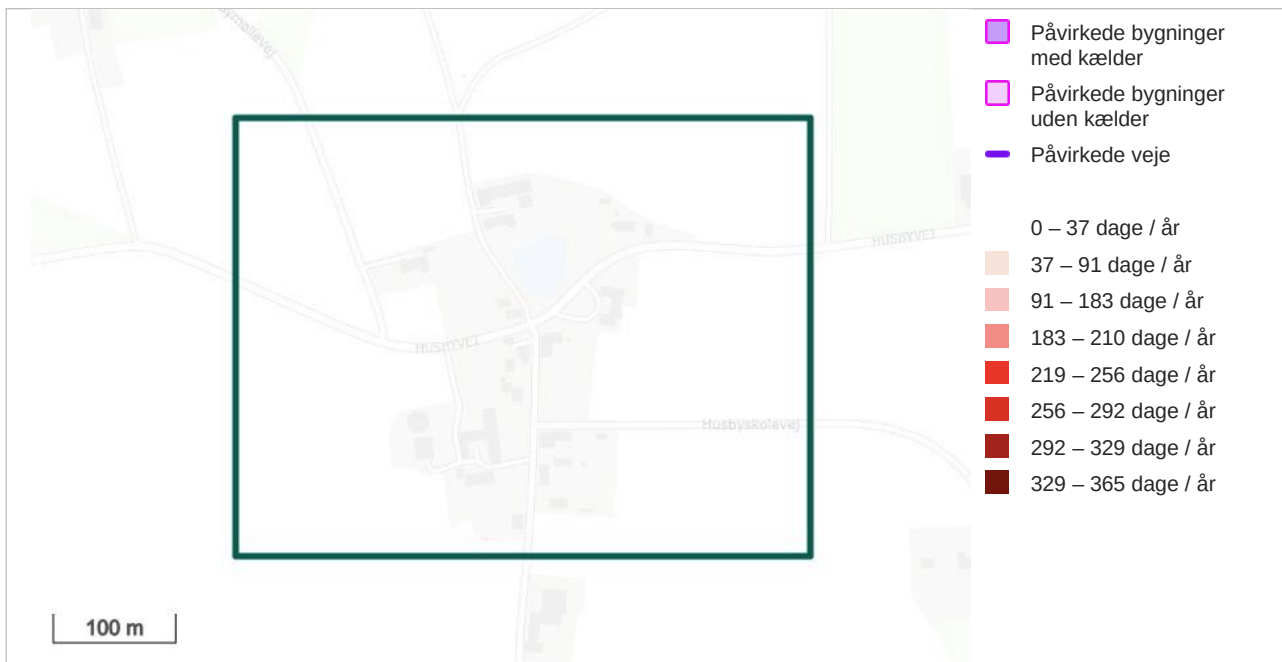 HUSBYVEJ
HUSBYVEJ
Husbyskolevej
100 m
Påvirkede bygninger
med kælder
Påvirkede bygninger
uden kælder
Påvirkede veje
0 – 37 dage / år
37 – 91 dage / år
91 – 183 dage / år
183 – 210 dage / år
219 – 256 dage / år
256 – 292 dage / år
292 – 329 dage / år
329 – 365 dage / år